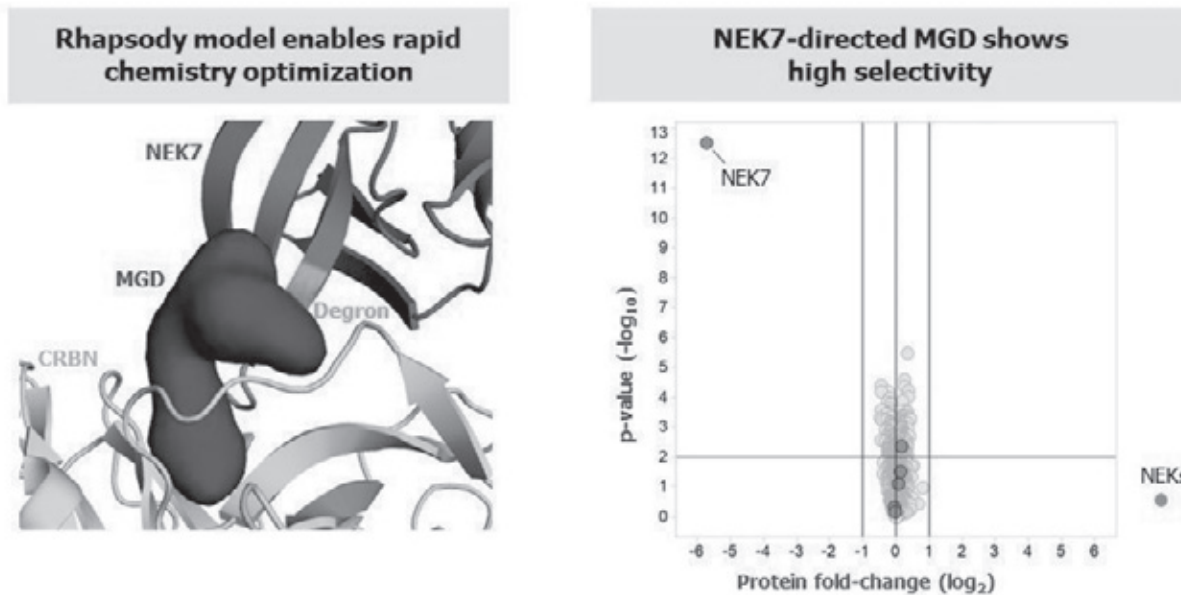 Rhapsody model enables rapid
chemistry optimization
NEK7
MGD
Degron
CRBN
NEK7-directed MGD shows
high selectivity
13
12
11
10
9
8
7
6
5
4
3
2
1
0
p-value (-log10)
NEK7
NEKs
-6 -5 -4 -3 -2 -1 0 1 2 3 4 5 6
Protein fold-change (log2)